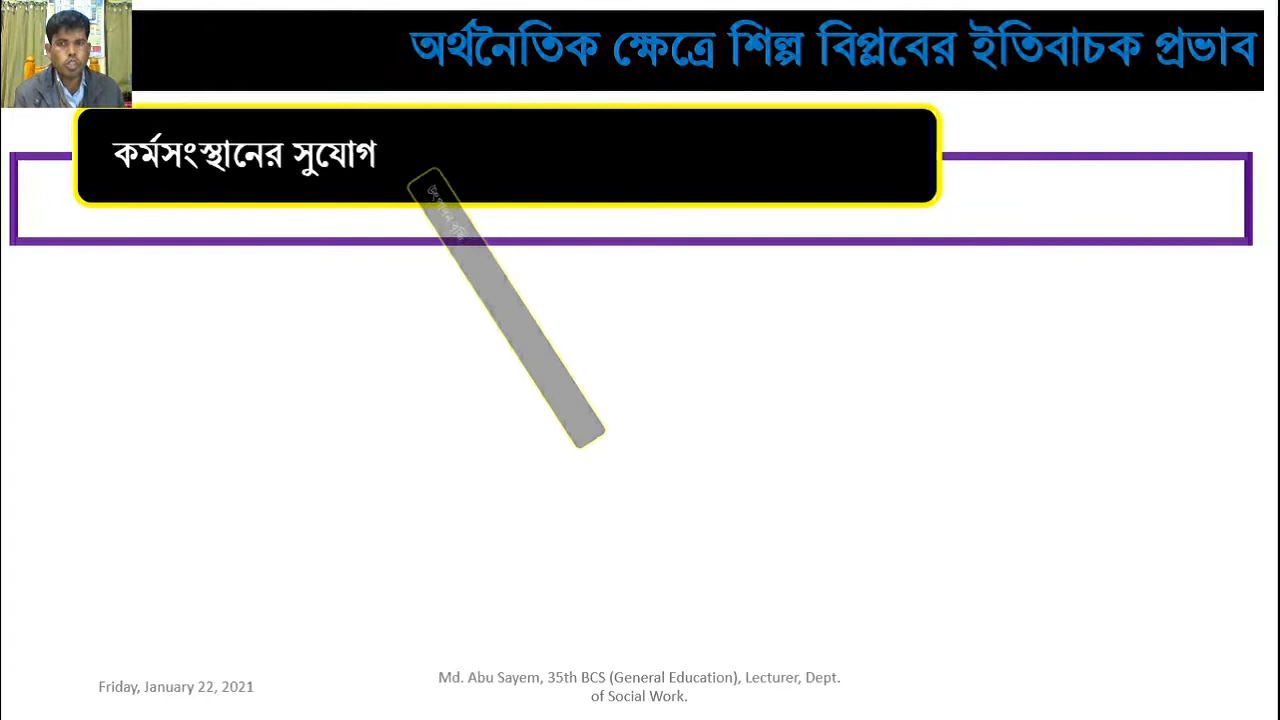 অর্থনৈতিক ক্ষেত্রে শিল্প বিপ্লবের ইতিবাচক প্রভাব
কর্মসংস্থানের সুযোগ
Friday, January 22, 2021
Md. Abu Sayem, 35th BCS (General Education), Lecturer, Dept.
of Social Work.